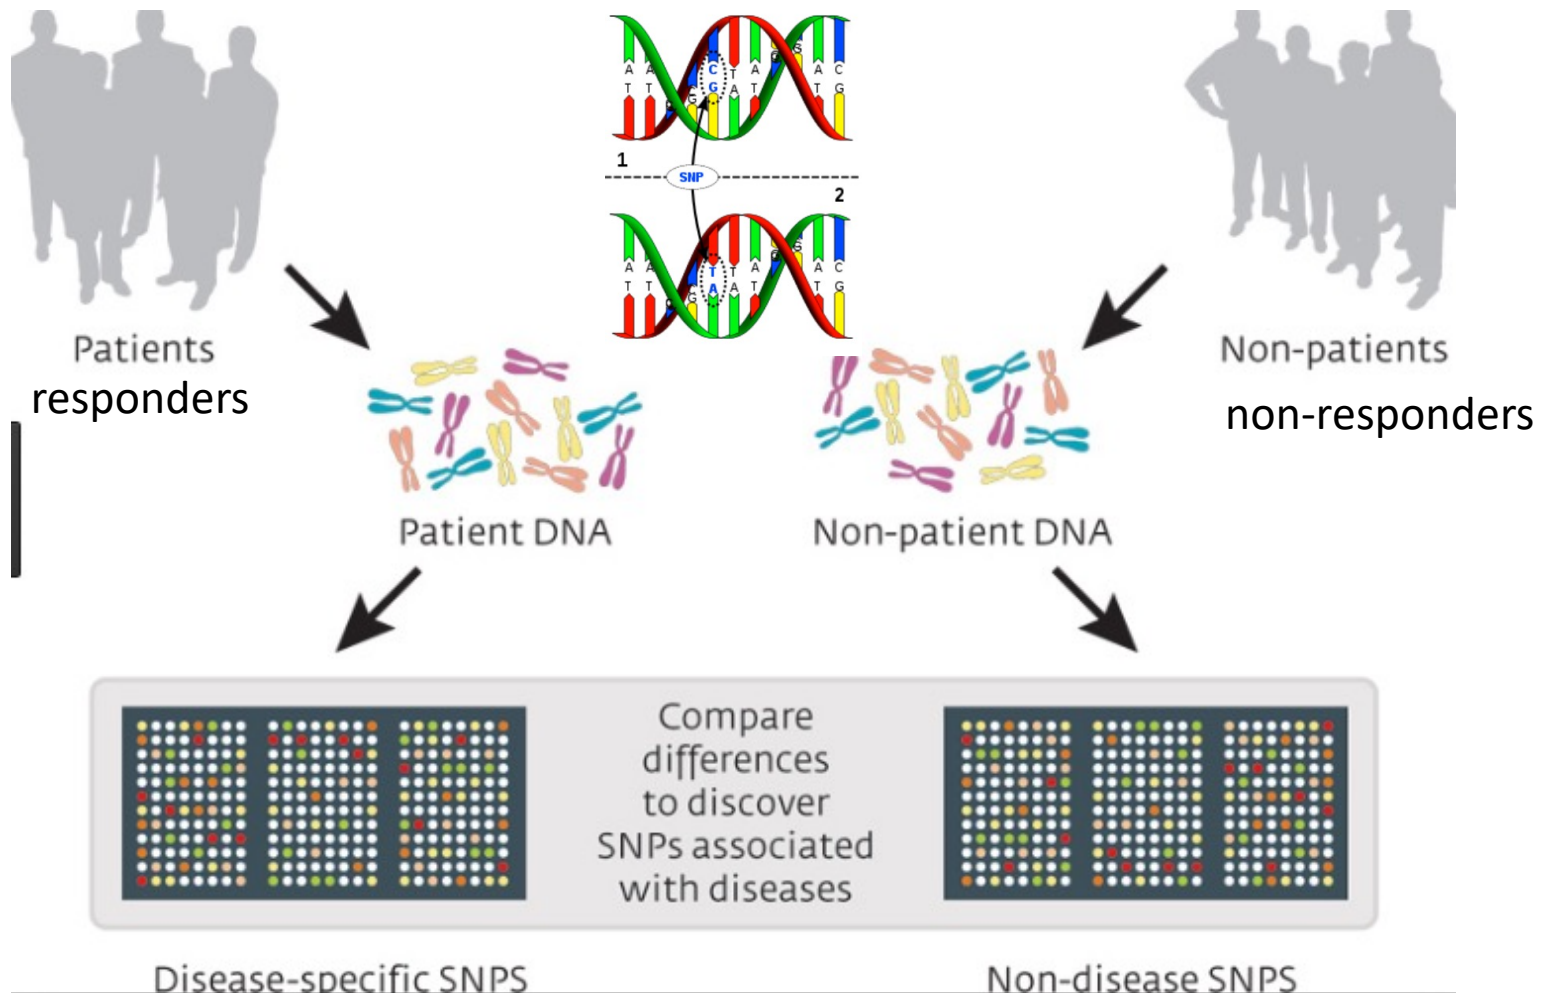 A A C T A A C
T T G G A T T G
1
SNP
2
A A T T A A C
T T G A A T T G
Patients
responders
Non-patients
non-responders
Patient DNA
Non-patient DNA
Compare
differences
to discover
SNPs associated
with diseases
Disease-specific SNPS
Non-disease SNPS